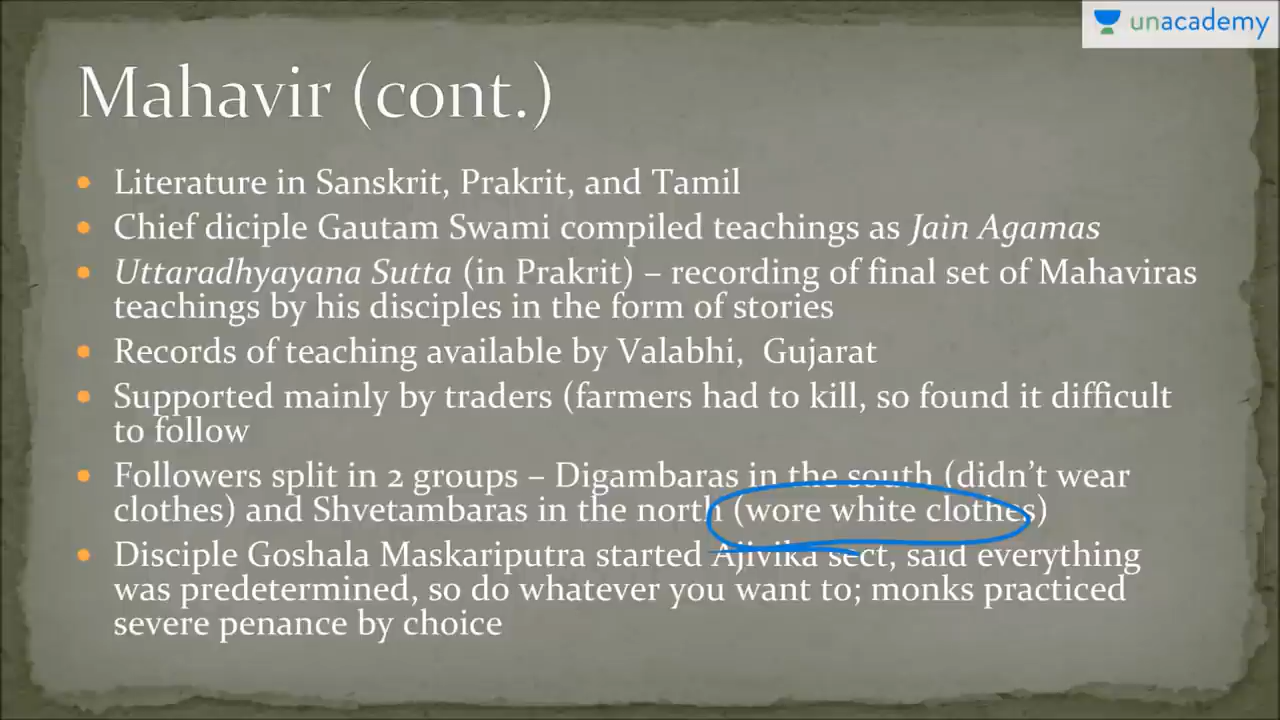 unacademy
Mahavir (cont.)
• Literature in Sanskrit, Prakrit, and Tamil
• Chief diciple Gautam Swami compiled teachings as Jain Agamas
• Uttaradhyayana Sutta (in Prakrit) – recording of final set of Mahaviras
teachings by his disciples in the form of stories
• Records of teaching available by Valabhi, Gujarat
• Supported mainly by traders (farmers had to kill, so found it difficult
to follow
• Followers split in 2 groups – Digambaras in the south (didn't wear
clothes) and Shvetambaras in the north (wore white clothes)
• Disciple Goshala Maskariputra started Ajivika sect, said everything
was predetermined, so do whatever you want to; monks practiced
severe penance by choice